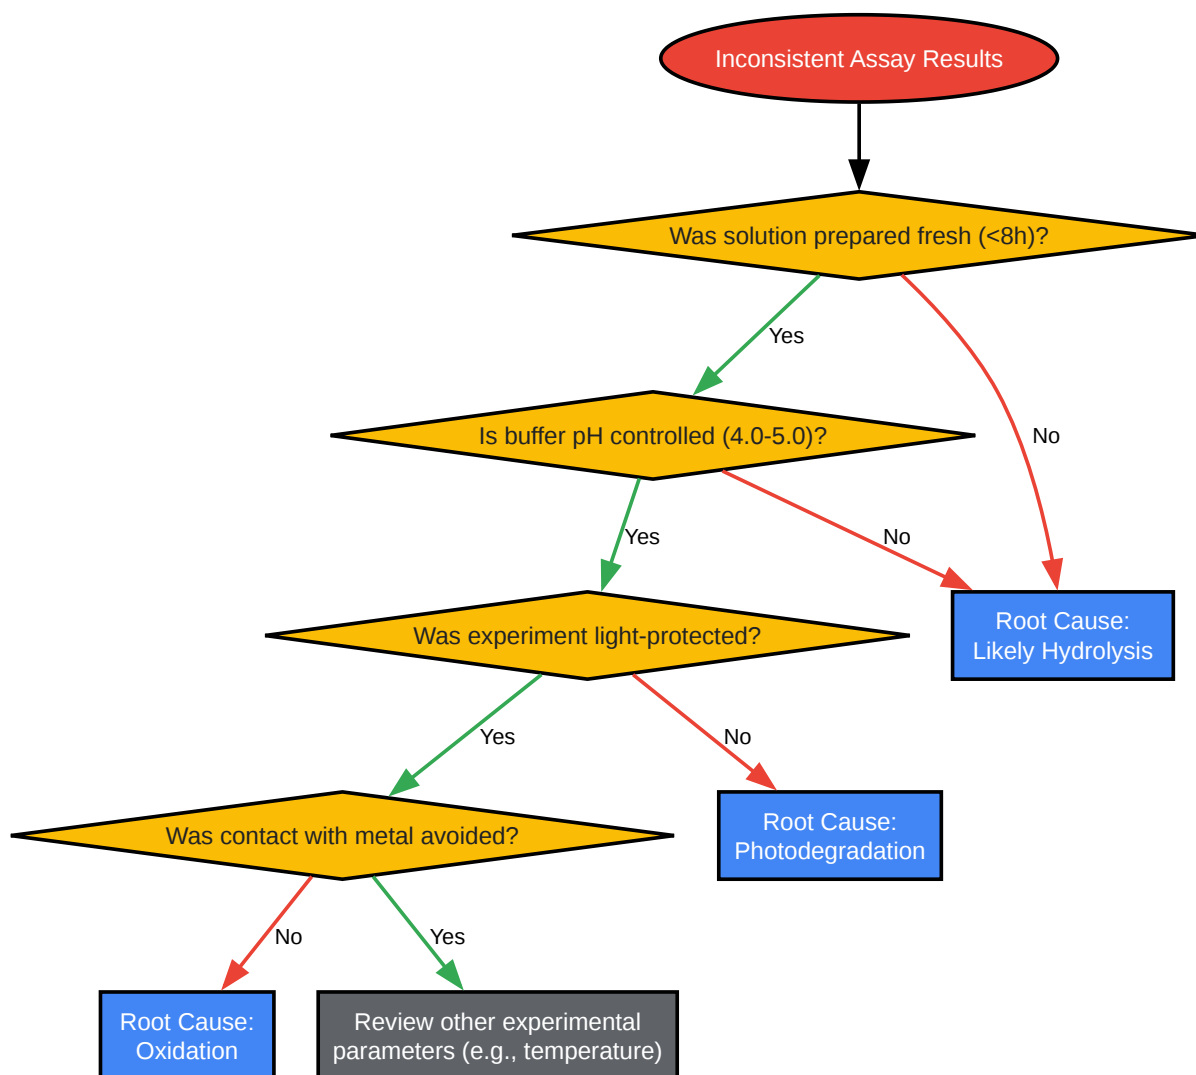 Inconsistent Assay Results
Was solution prepared fresh (<8h)?
Yes
Is buffer pH controlled (4.0-5.0)?
No
Yes
No
Root Cause:
Likely Hydrolysis
Was experiment light-protected?
Yes
No
Root Cause:
Photodegradation
Was contact with metal avoided?
No
Yes
Root Cause:
Oxidation
Review other experimental
parameters (e.g., temperature)